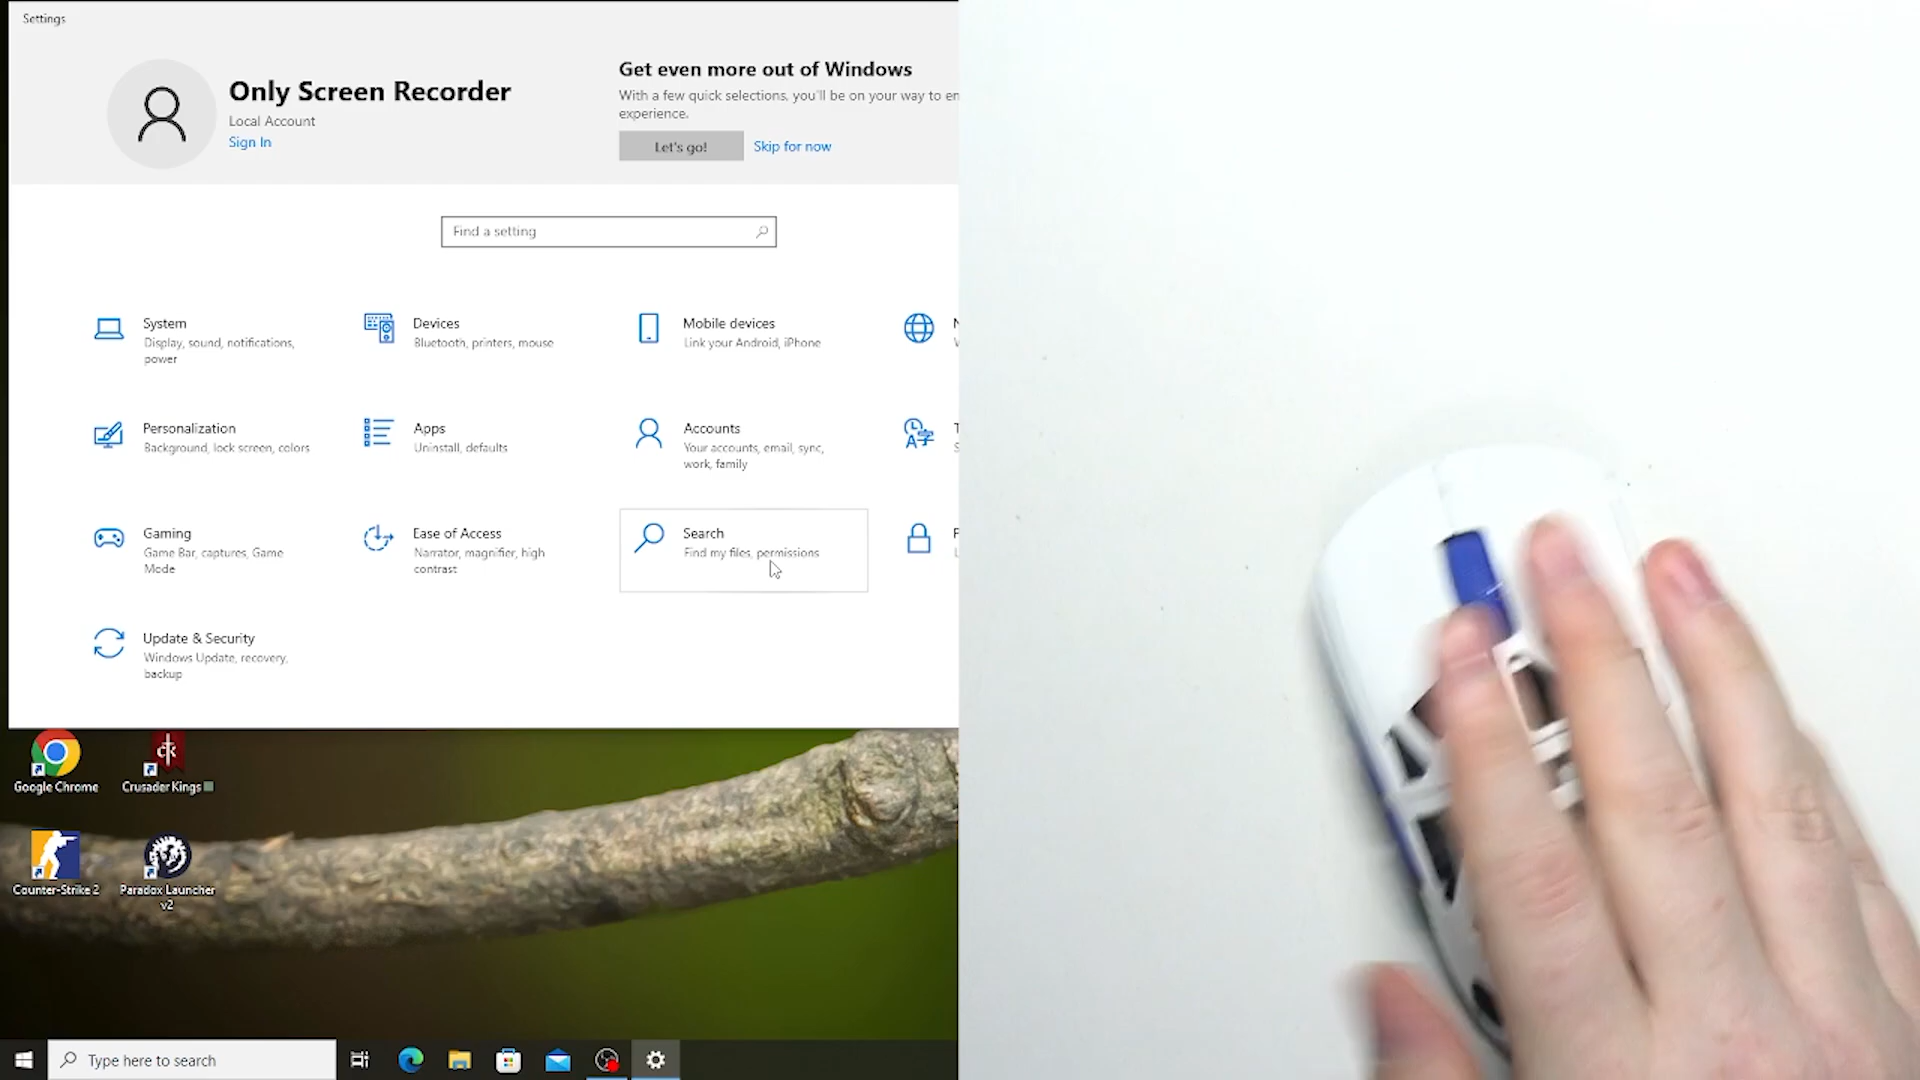 Settings
Only Screen Recorder
Local Account
Sign In
Get even more out of Windows
With a few quick selections, you'll be on your way to en
experience.
Let's go!
Skip for now
Find a setting
System
Display, sound, notifications,
power
Devices
Bluetooth, printers, mouse
Mobile devices
Link your Android, iPhone
Personalization
Background, lock screen, colors
Apps
Uninstall, defaults
Accounts
Your accounts, email, sync,
work, family
Gaming
Game Bar, captures, Game
Mode
Ease of Access
Narrator, magnifier, high
contrast
Search
Find my files, permissions
Update & Security
Windows Update, recovery,
backup
Google Chrome
Crusader Kings
Counter-Strike 2
Paradox Launcher
v2
Type here to search